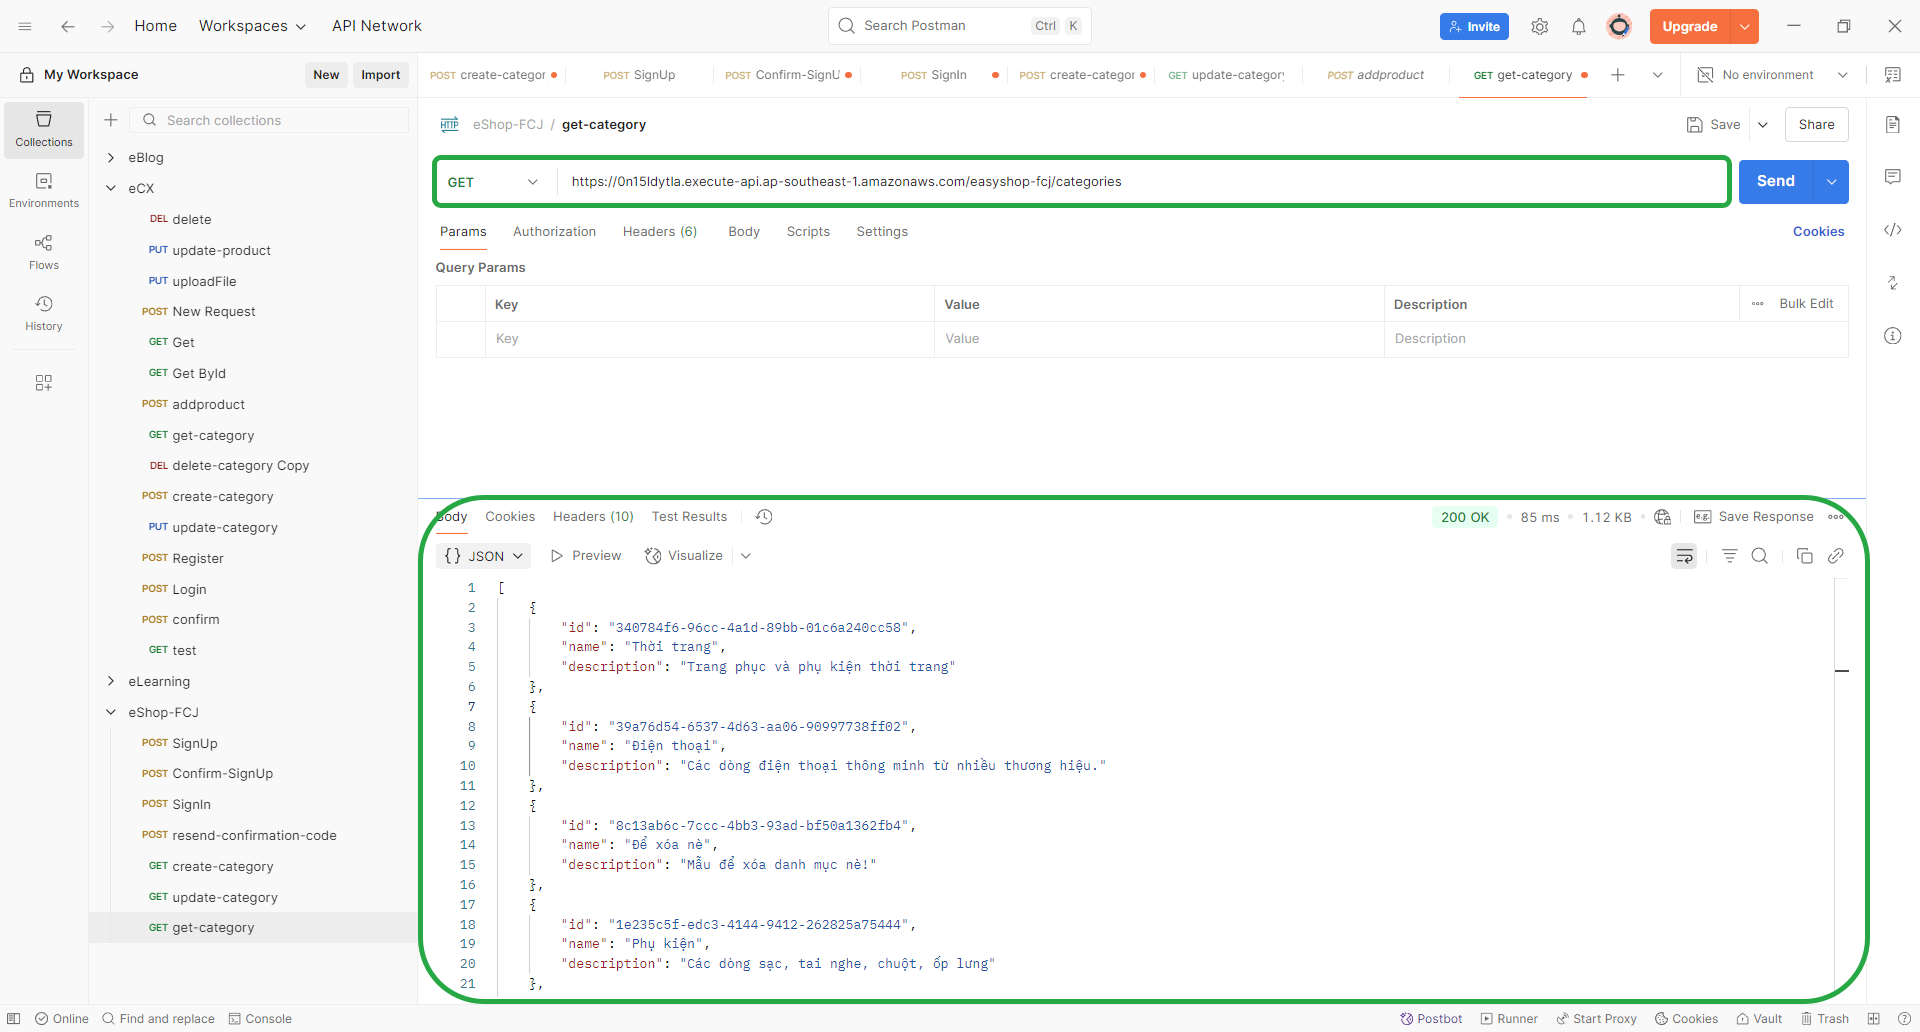 Home Workspaces API Network Search Postman Ctrl K Invite Upgrade
My Workspace New Import POST create-categor POST SignUp POST Confirm-SignU POST SignIn POST create-categor GET update-category POST addproduct GET get-category No environment
Collections
Environments
Flows
History
Search collections
eBlog
eCX
DEL delete
PUT update-product
PUT uploadFile
POST New Request
GET Get
GET Get ById
POST addproduct
GET get-category
DEL delete-category Copy
POST create-category
PUT update-category
POST Register
POST Login
POST confirm
GET test
eLearning
eShop-FCJ
POST SignUp
POST Confirm-SignUp
POST SignIn
POST resend-confirmation-code
GET create-category
GET update-category
GET get-category
HTTP eShop-FCJ / get-category Save Share
GET https://0n15ldytla.execute-api.ap-southeast-1.amazonaws.com/easyshop-fcj/categories Send
Params Authorization Headers (6) Body Scripts Settings Cookies
Query Params
Key Value Description Bulk Edit
Key Value Description
Body Cookies Headers (10) Test Results 200 OK 85 ms 1.12 KB e.g. Save Response
{} JSON Preview Visualize
1 [
2 {
3 "id": "340784f6-96cc-4a1d-89bb-01c6a240cc58",
4 "name": "Thời trang",
5 "description": "Trang phục và phụ kiện thời trang"
6 },
7 {
8 "id": "39a76d54-6537-4d63-aa06-90997738ff02",
9 "name": "Điện thoại",
10 "description": "Các dòng điện thoại thông minh từ nhiều thương hiệu."
11 },
12 {
13 "id": "8c13ab6c-7ccc-4bb3-93ad-bf50a1362fb4",
14 "name": "Để xóa nè",
15 "description": "Mẫu để xóa danh mục nè!"
16 },
17 {
18 "id": "1e235c5f-edc3-4144-9412-262825a75444",
19 "name": "Phụ kiện",
20 "description": "Các dòng sạc, tai nghe, chuột, ốp lưng"
21 },
Online Find and replace Console Postbot Runner Start Proxy Cookies Vault Trash